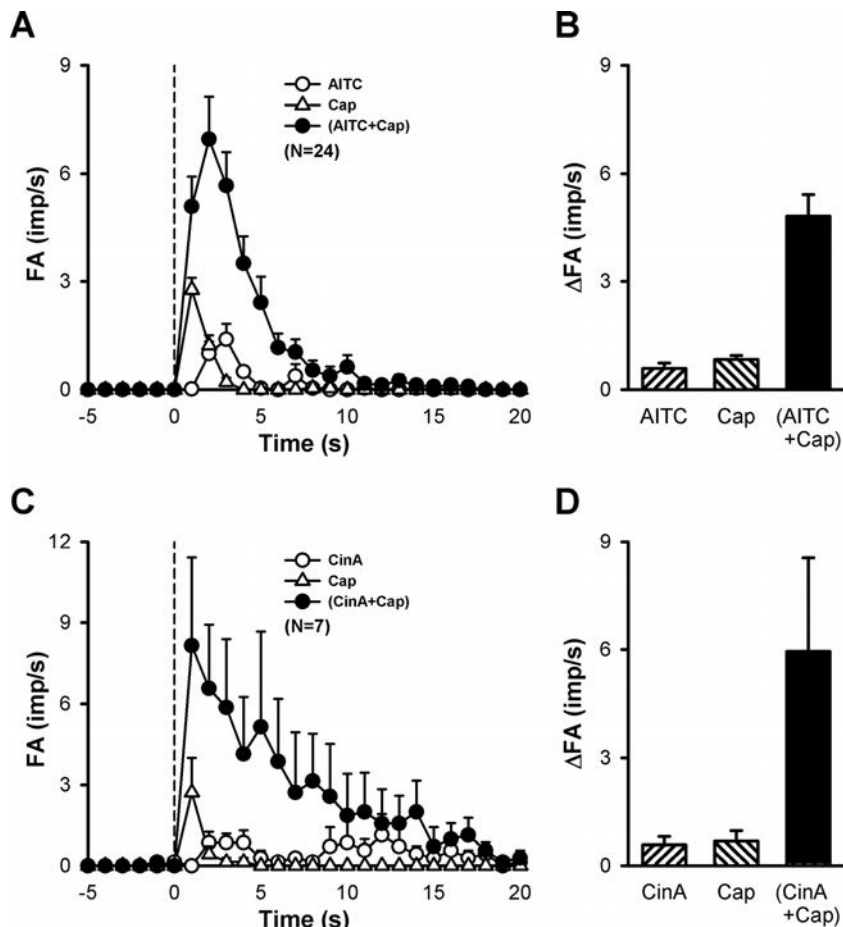 A
9
6
3
0
FA (imp/s)
AITC
Cap
(AITC+Cap)
(N=24)
-5 0 5 10 15 20
Time (s)
B
9
6
3
0
ΔFA (imp/s)
AITC Cap (AITC
+Cap)
C
12
9
6
3
0
FA (imp/s)
CinA
Cap
(CinA+Cap)
(N=7)
-5 0 5 10 15 20
Time (s)
D
9
6
3
0
ΔFA (imp/s)
CinA Cap (CinA
+Cap)